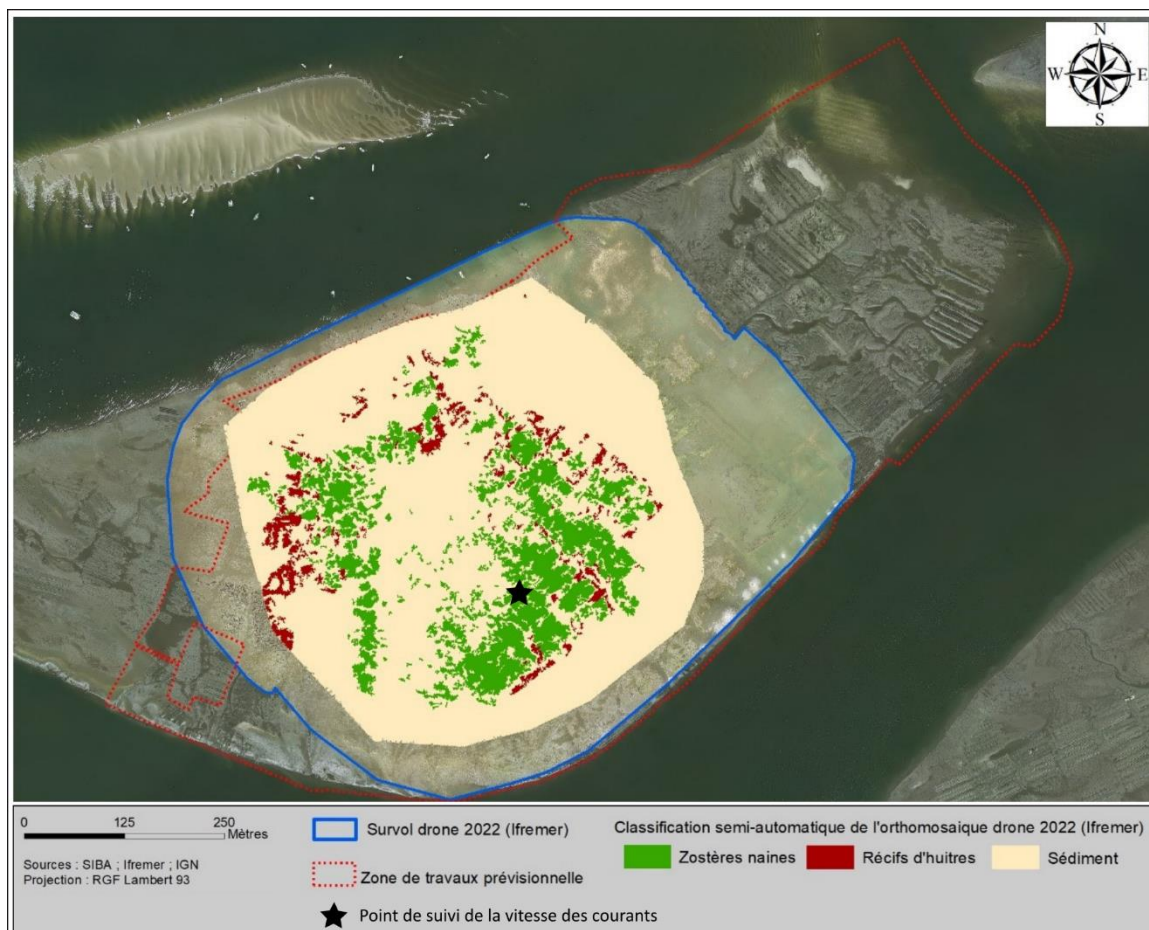 N
W E
S
0 125 250
Mètres
Sources : SIBA ; Ifremer ; IGN
Projection : RGF Lambert 93
Survol drone 2022 (Ifremer)
Zone de travaux prévisionnelle
Point de suivi de la vitesse des courants
Classification semi-automatique de l'orthomosaique drone 2022 (Ifremer)
Zostères naines Récifs d'huitres Sédiment